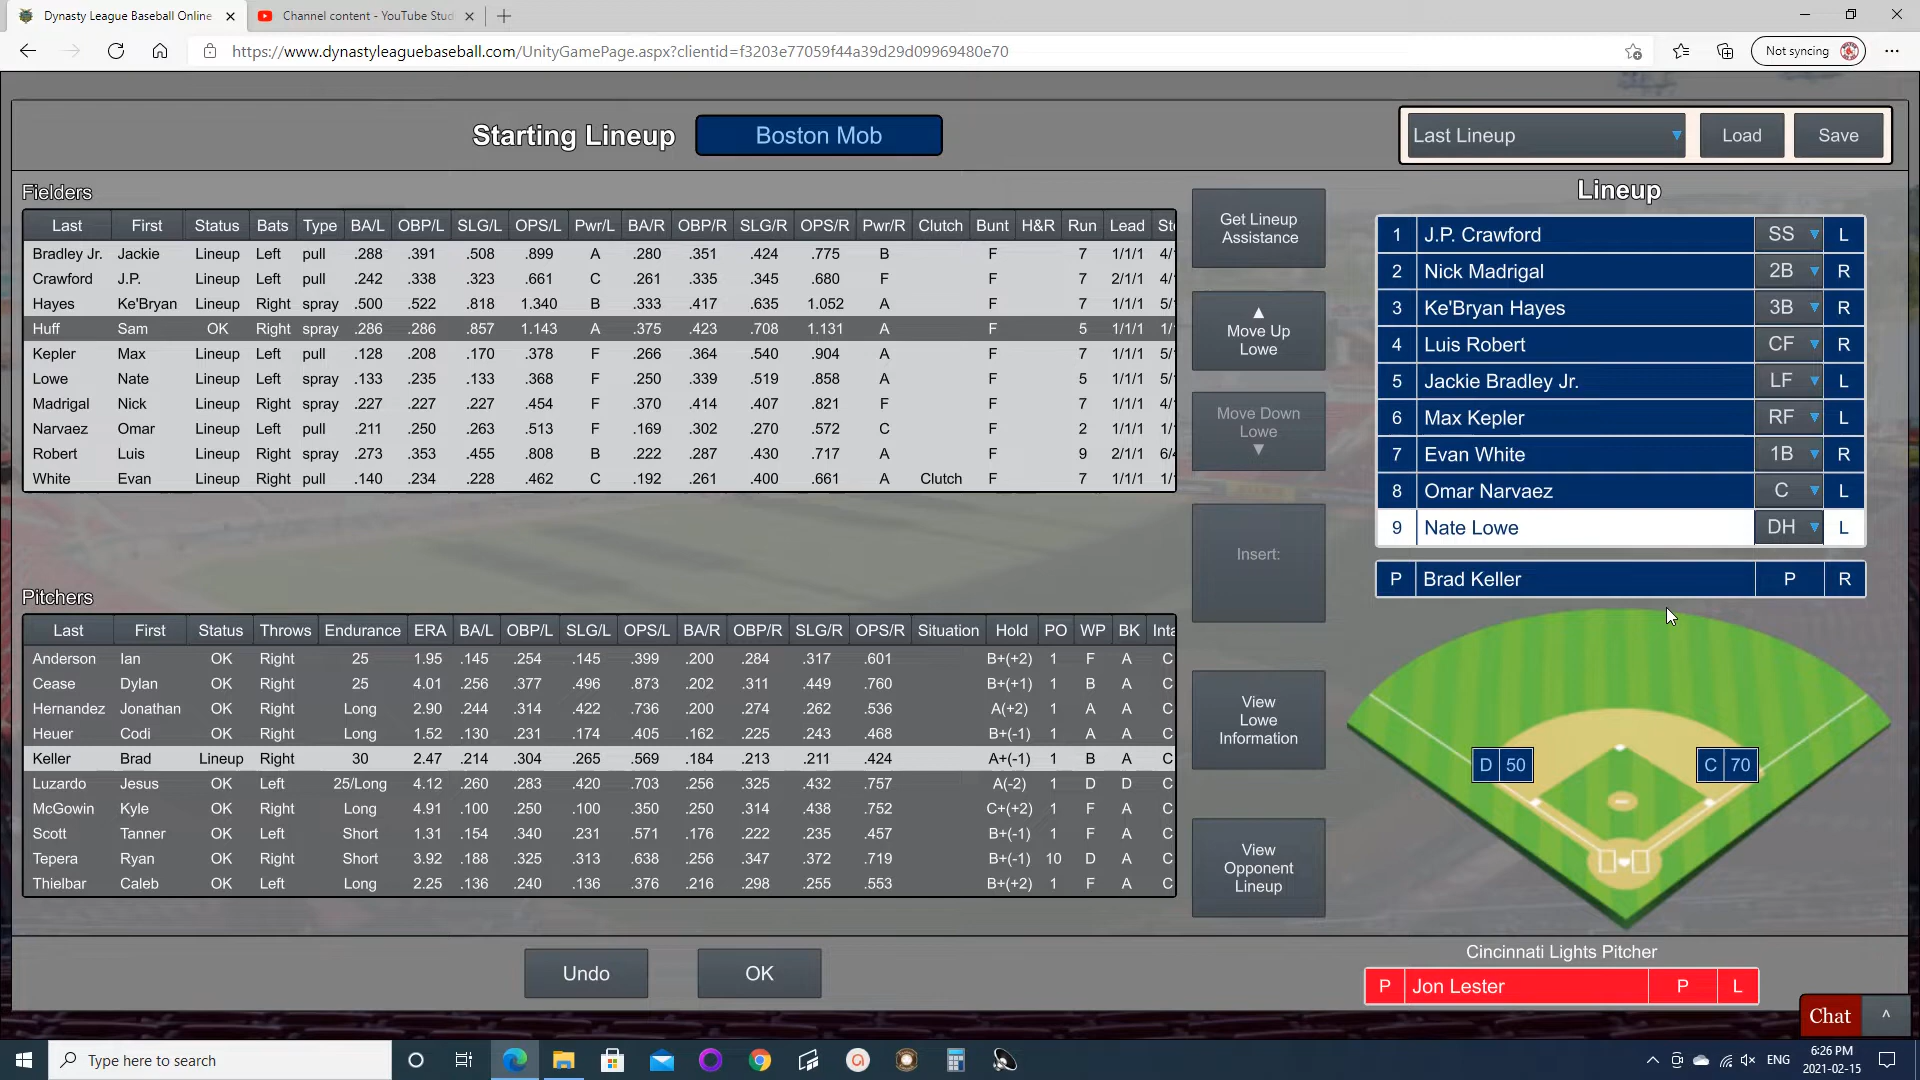 Dynasty League Baseball Online
Channel content - YouTube Stud
https://www.dynastyleaguebaseball.com/UnityGamePage.aspx?clientid=f3203e77059f44a39d29d09969480e70
Not syncing
Starting Lineup Boston Mob
Last Lineup Load Save
Fielders
Last First Status Bats Type BA/L OBP/L SLG/L OPS/L Pwr/L BA/R OBP/R SLG/R OPS/R Pwr/R Clutch Bunt H&R Run Lead Ste
Bradley Jr. Jackie Lineup Left pull .288 .391 .508 .899 A .280 .351 .424 .775 B F 7 1/1/1 4/
Crawford J.P. Lineup Left pull .242 .338 .323 .661 C .261 .335 .345 .680 F F 7 2/1/1 4/
Hayes Ke'Bryan Lineup Right spray .500 .522 .818 1.340 B .333 .417 .635 1.052 A F 7 1/1/1 5/
Huff Sam OK Right spray .286 .286 .857 1.143 A .375 .423 .708 1.131 A F 5 1/1/1 1/
Kepler Max Lineup Left pull .128 .208 .170 .378 F .266 .364 .540 .904 A F 7 1/1/1 5/
Lowe Nate Lineup Left spray .133 .235 .133 .368 F .250 .339 .519 .858 A F 5 1/1/1 5/
Madrigal Nick Lineup Right spray .227 .227 .227 .454 F .370 .414 .407 .821 F F 7 1/1/1 4/
Narvaez Omar Lineup Left pull .211 .250 .263 .513 F .169 .302 .270 .572 C F 2 1/1/1 1/
Robert Luis Lineup Right spray .273 .353 .455 .808 B .222 .287 .430 .717 A F 9 2/1/1 6/
White Evan Lineup Right pull .140 .234 .228 .462 C .192 .261 .400 .661 A Clutch F 7 1/1/1 1/
Get Lineup
Assistance
▲
Move Up
Lowe
Move Down
Lowe
▼
Insert:
View
Lowe
Information
View
Opponent
Lineup
Lineup
1 J.P. Crawford SS L
2 Nick Madrigal 2B R
3 Ke'Bryan Hayes 3B R
4 Luis Robert CF R
5 Jackie Bradley Jr. LF L
6 Max Kepler RF L
7 Evan White 1B R
8 Omar Narvaez C L
9 Nate Lowe DH L
P Brad Keller P R
D 50 C 70
Pitchers
Last First Status Throws Endurance ERA BA/L OBP/L SLG/L OPS/L BA/R OBP/R SLG/R OPS/R Situation Hold PO WP BK Inta
Anderson Ian OK Right 25 1.95 .145 .254 .145 .399 .200 .284 .317 .601 B+(+2) 1 F A C
Cease Dylan OK Right 25 4.01 .256 .377 .496 .873 .202 .311 .449 .760 B+(+1) 1 B A C
Hernandez Jonathan OK Right Long 2.90 .244 .314 .422 .736 .200 .274 .262 .536 A(+2) 1 A A C
Heuer Codi OK Right Long 1.52 .130 .231 .174 .405 .162 .225 .243 .468 B+(-1) 1 A A C
Keller Brad Lineup Right 30 2.47 .214 .304 .265 .569 .184 .213 .211 .424 A+(-1) 1 B A C
Luzardo Jesus OK Left 25/Long 4.12 .260 .283 .420 .703 .256 .325 .432 .757 A(-2) 1 D D C
McGowin Kyle OK Right Long 4.91 .100 .250 .100 .350 .250 .314 .438 .752 C+(+2) 1 F A C
Scott Tanner OK Left Short 1.31 .154 .340 .231 .571 .176 .222 .235 .457 B+(-1) 1 F A C
Tepera Ryan OK Right Short 3.92 .188 .325 .313 .638 .256 .347 .372 .719 B+(-1) 10 D A C
Thielbar Caleb OK Left Long 2.25 .136 .240 .136 .376 .216 .298 .255 .553 B+(+2) 1 F A C
Undo OK
Cincinnati Lights Pitcher
P Jon Lester P L
Chat
Type here to search
ENG
6:26 PM
2021-02-15